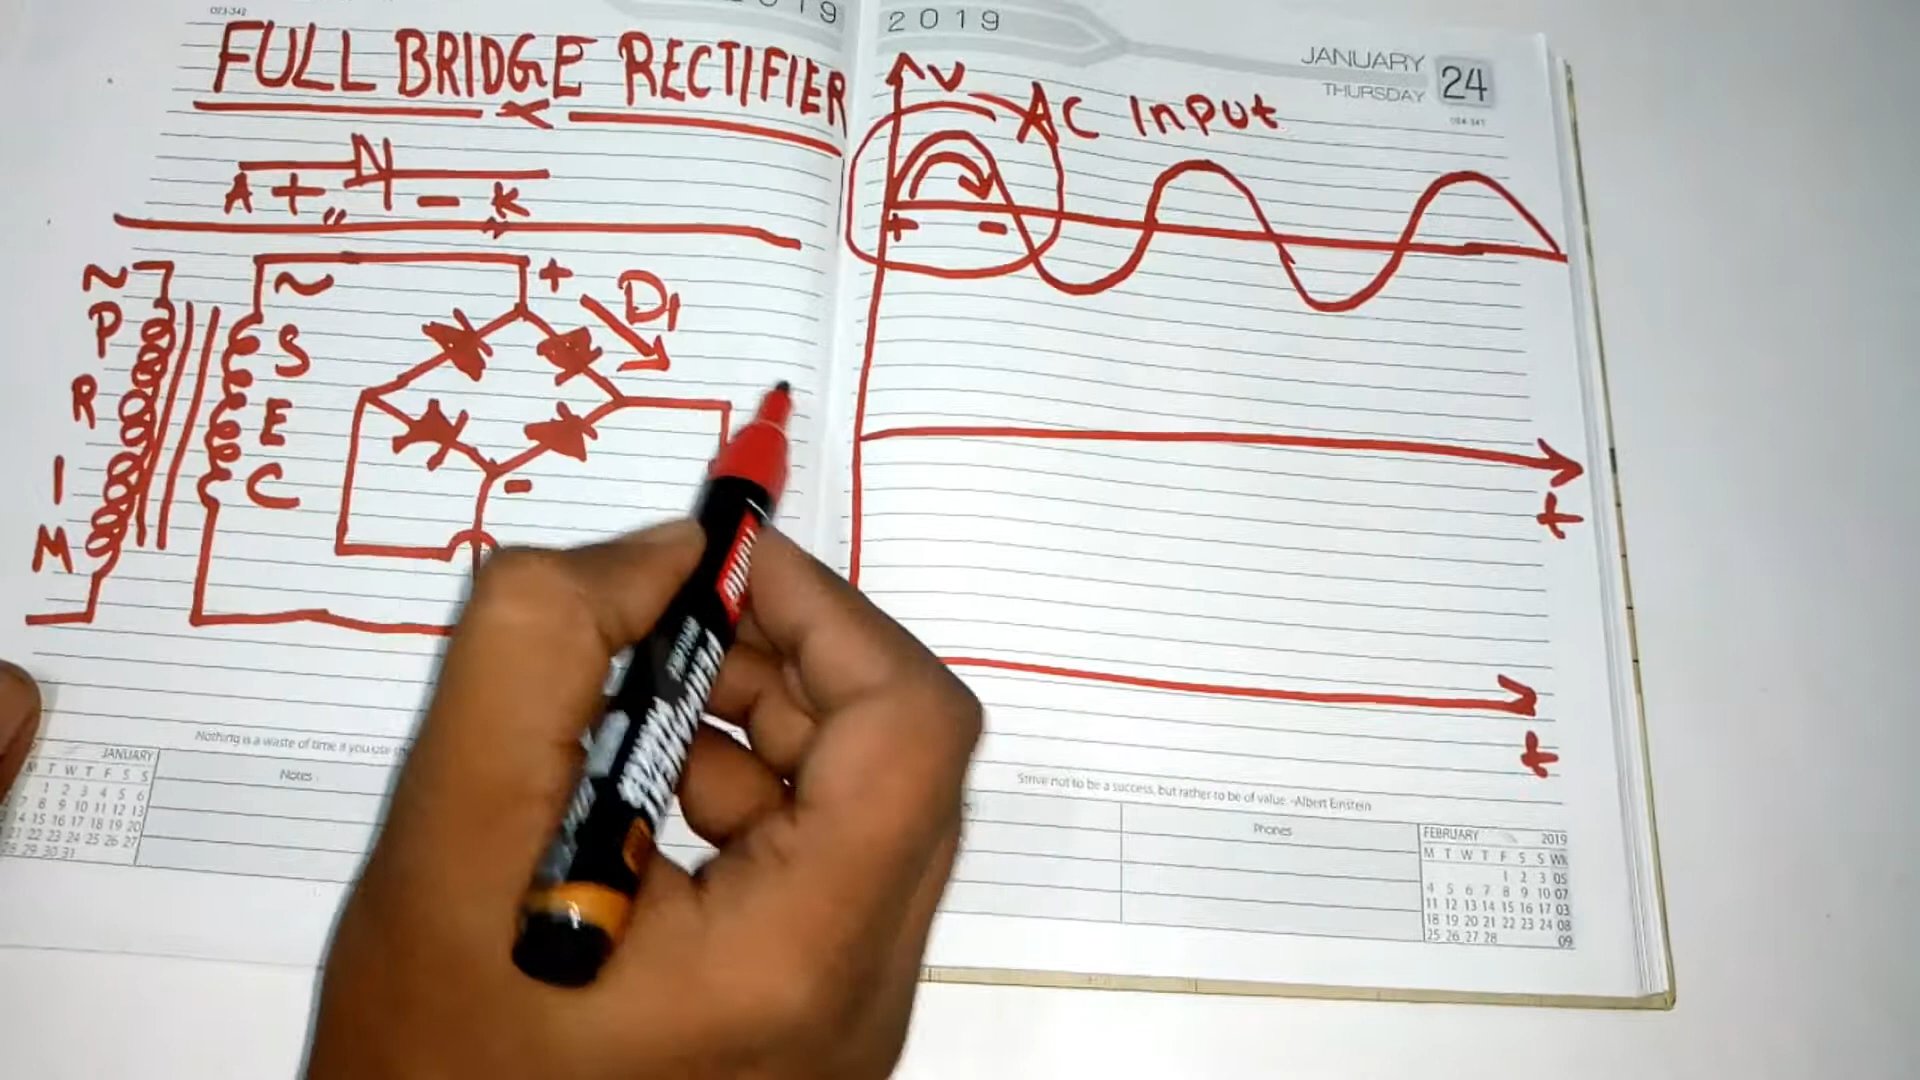 2019
023-342
FULL BRIDGE RECTIFIER
A + - K
~ ~ +
D1
P
R
I
M
S
E
C
-
Nothing is a waste of time if you use
JANUARY
M T W T F S S
1 2 3 4 5 6
7 8 9 10 11 12 13
14 15 16 17 18 19 20
21 22 23 24 25 26 27
28 29 30 31
Notes
2019
JANUARY 24
THURSDAY
024-341
V AC Input
+ -
t
t
Strive not to be a success, but rather to be of value. -Albert Einstein
Phones
FEBRUARY 2019
M T W T F S S WK
1 2 3 05
4 5 6 7 8 9 10 07
11 12 13 14 15 16 17 03
18 19 20 21 22 23 24 08
25 26 27 28 09